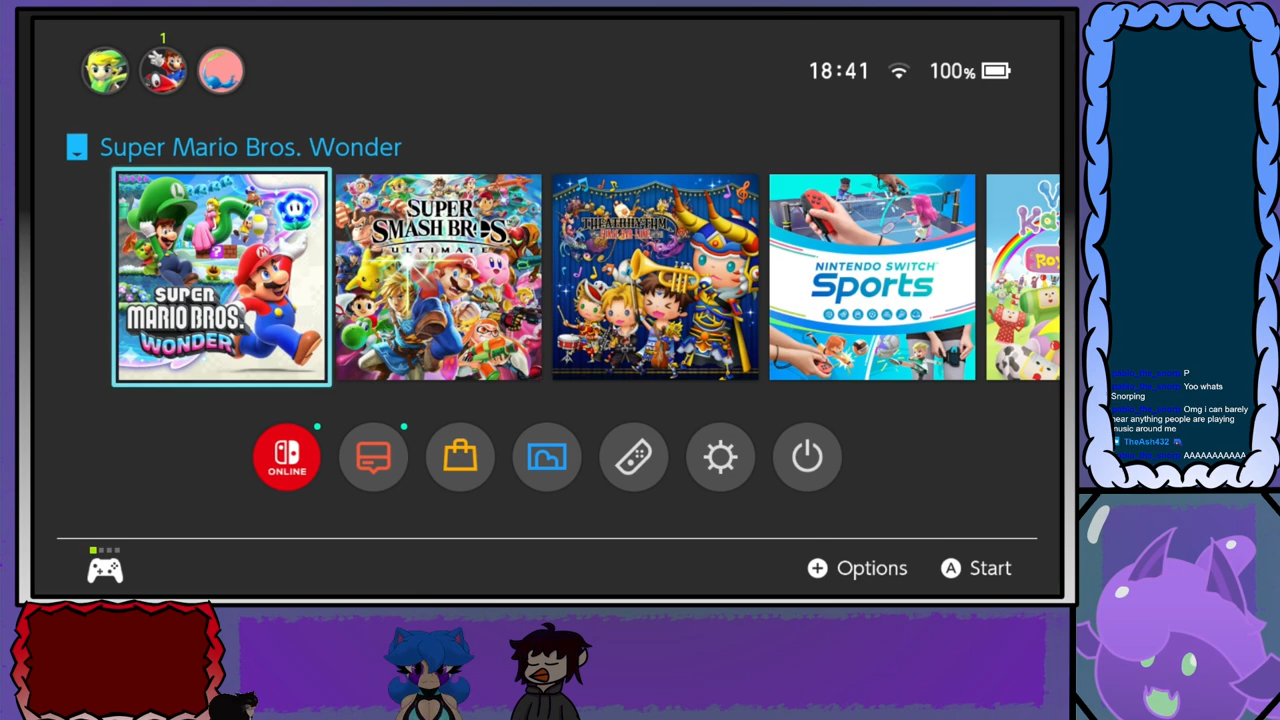 1
18:41
100%
Super Mario Bros. Wonder
L
M
SUPER
MARIO BROS.
WONDER
SUPER
SMASH BROS.
ULTIMATE
THEATRHYTHM
NINTENDO SWITCH
Sports
ONLINE
Options
A Start
P
Yoo whats
Snorping
Omg i can barely
hear anything people are playing
music around me
TheAsh432
AAAAAAAAAAA